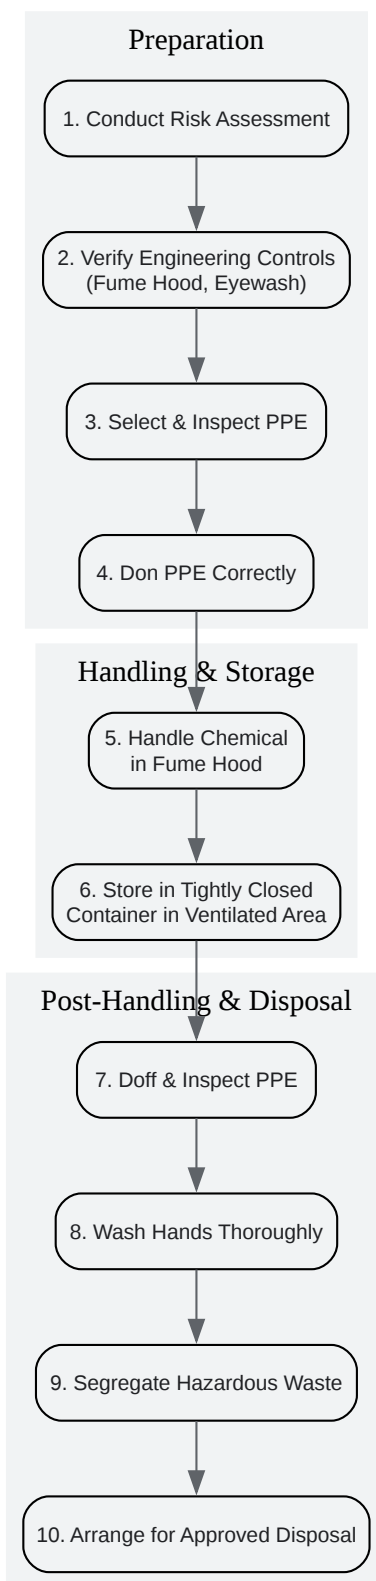 Preparation
1. Conduct Risk Assessment
2. Verify Engineering Controls
(Fume Hood, Eyewash)
3. Select & Inspect PPE
4. Don PPE Correctly
Handling & Storage
5. Handle Chemical
in Fume Hood
6. Store in Tightly Closed
Container in Ventilated Area
Post-Handling & Disposal
7. Doff & Inspect PPE
8. Wash Hands Thoroughly
9. Segregate Hazardous Waste
10. Arrange for Approved Disposal